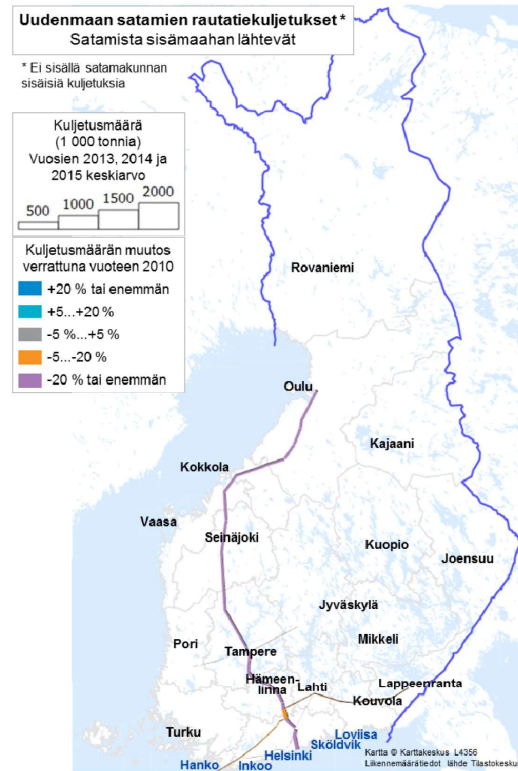 Uudenmaan satamien rautatiekuljetukset *
Satamista sisämaahan lähtevät
* Ei sisällä satamakunnan
sisäisiä kuljetuksia
Kuljetusmäärä
(1 000 tonnia)
Vuosien 2013, 2014 ja
2015 keskiarvo
500 1000 1500 2000
Kuljetusmäärän muutos
verrattuna vuoteen 2010
+20 % tai enemmän
+5...+20 %
-5 %...+5 %
-5...-20 %
-20 % tai enemmän
Rovaniemi
Oulu
Kajaani
Kokkola
Vaasa
Seinäjoki
Kuopio
Joensuu
Jyväskylä
Pori
Mikkeli
Tampere
Hämeen-
linna
Lahti
Lappeenranta
Kouvola
Turku
Loviisa
Sköldvik
Helsinki
Inkoo
Hanko
Kartta © Karttakeskus L4356
Liikennemäärätiedot lähde Tilastokesku